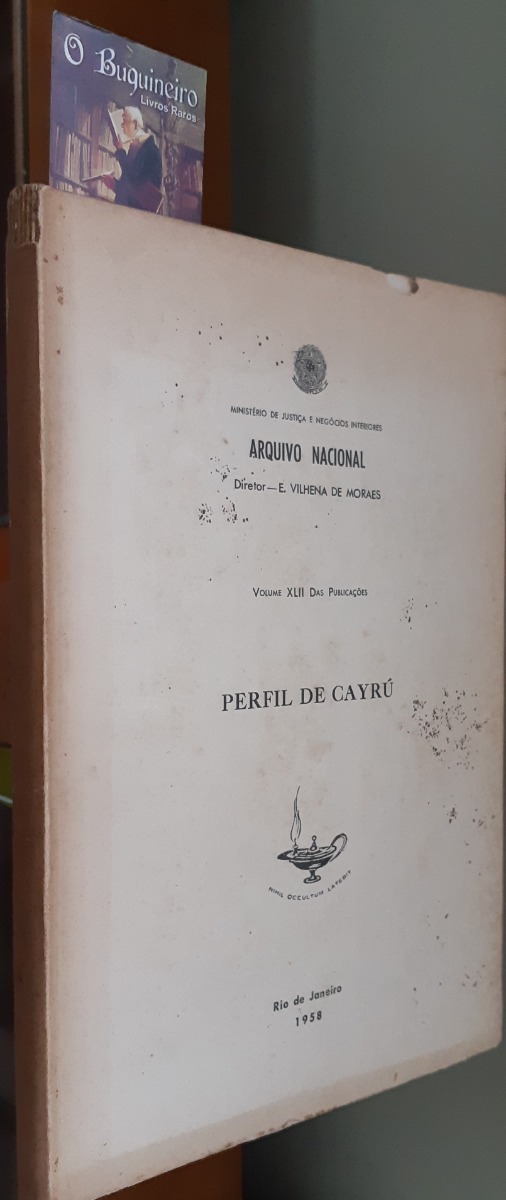 O Buquineiro
Livros Raros
MINISTÉRIO DE JUSTIÇA E NEGÓCIOS INTERIORES
ARQUIVO NACIONAL
Diretor — E. VILHENA DE MORAES
VOLUME XLII DAS PUBLICAÇÕES
PERFIL DE CAYRÚ
NIHIL OCCULTUM LATEBIT
Rio de Janeiro
1958